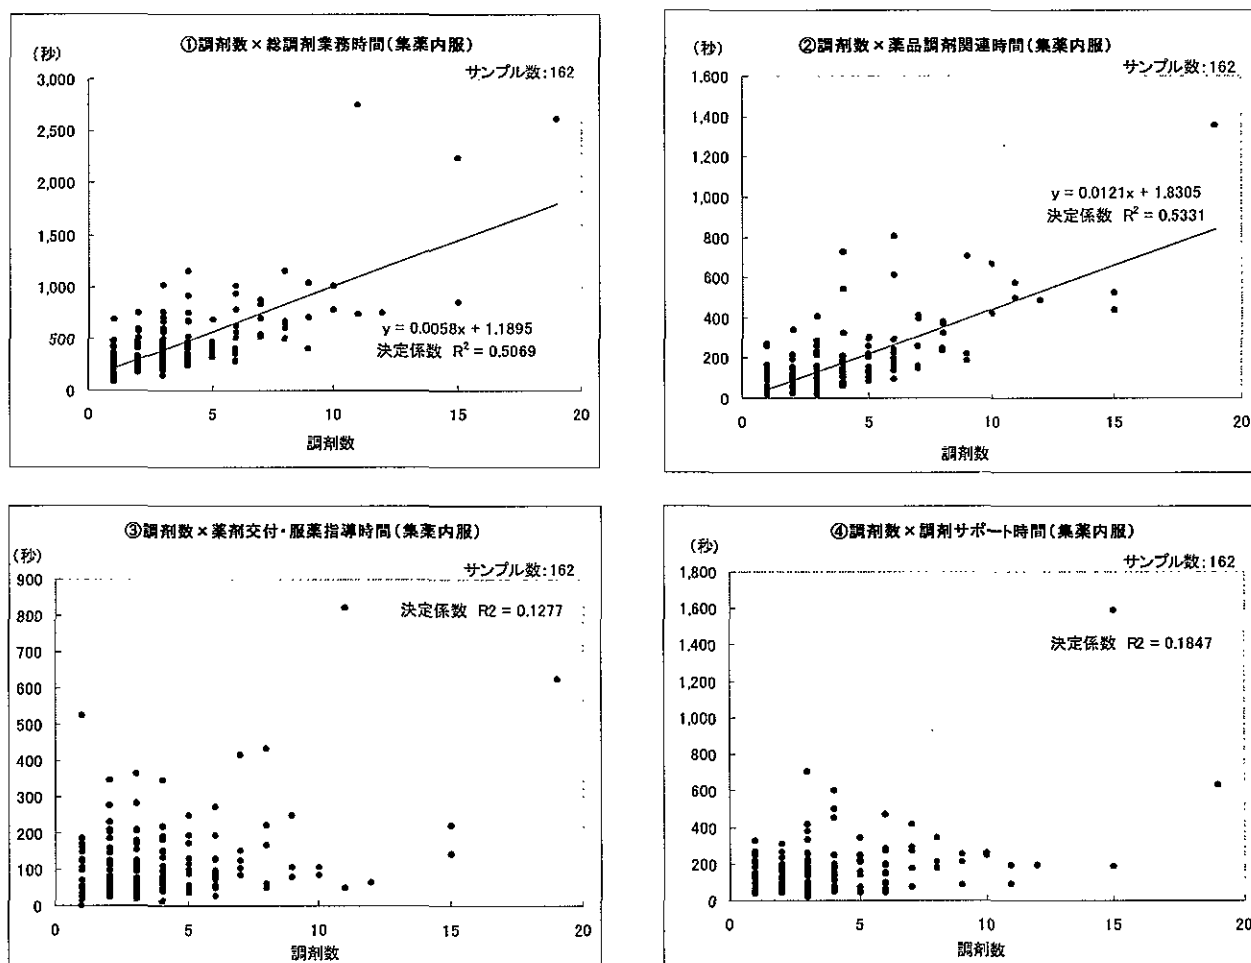 ①調剤数×総調剤業務時間(集薬内服)
(秒)
サンプル数:162
3,000
2,500
2,000
1,500
1,000
500
0
y = 0.0058x + 1.1895
決定係数 R² = 0.5069
0 5 10 15 20
調剤数
②調剤数×薬品調剤関連時間(集薬内服)
(秒)
サンプル数:162
1,600
1,400
1,200
1,000
800
600
400
200
0
y = 0.0121x + 1.8305
決定係数 R² = 0.5331
0 5 10 15 20
調剤数
③調剤数×薬剤交付・服薬指導時間(集薬内服)
(秒)
サンプル数:162
900
800
700
600
500
400
300
200
100
0
決定係数 R2 = 0.1277
0 5 10 15 20
調剤数
④調剤数×調剤サポート時間(集薬内服)
(秒)
サンプル数:162
1,800
1,600
1,400
1,200
1,000
800
600
400
200
0
決定係数 R2 = 0.1847
0 5 10 15 20
調剤数